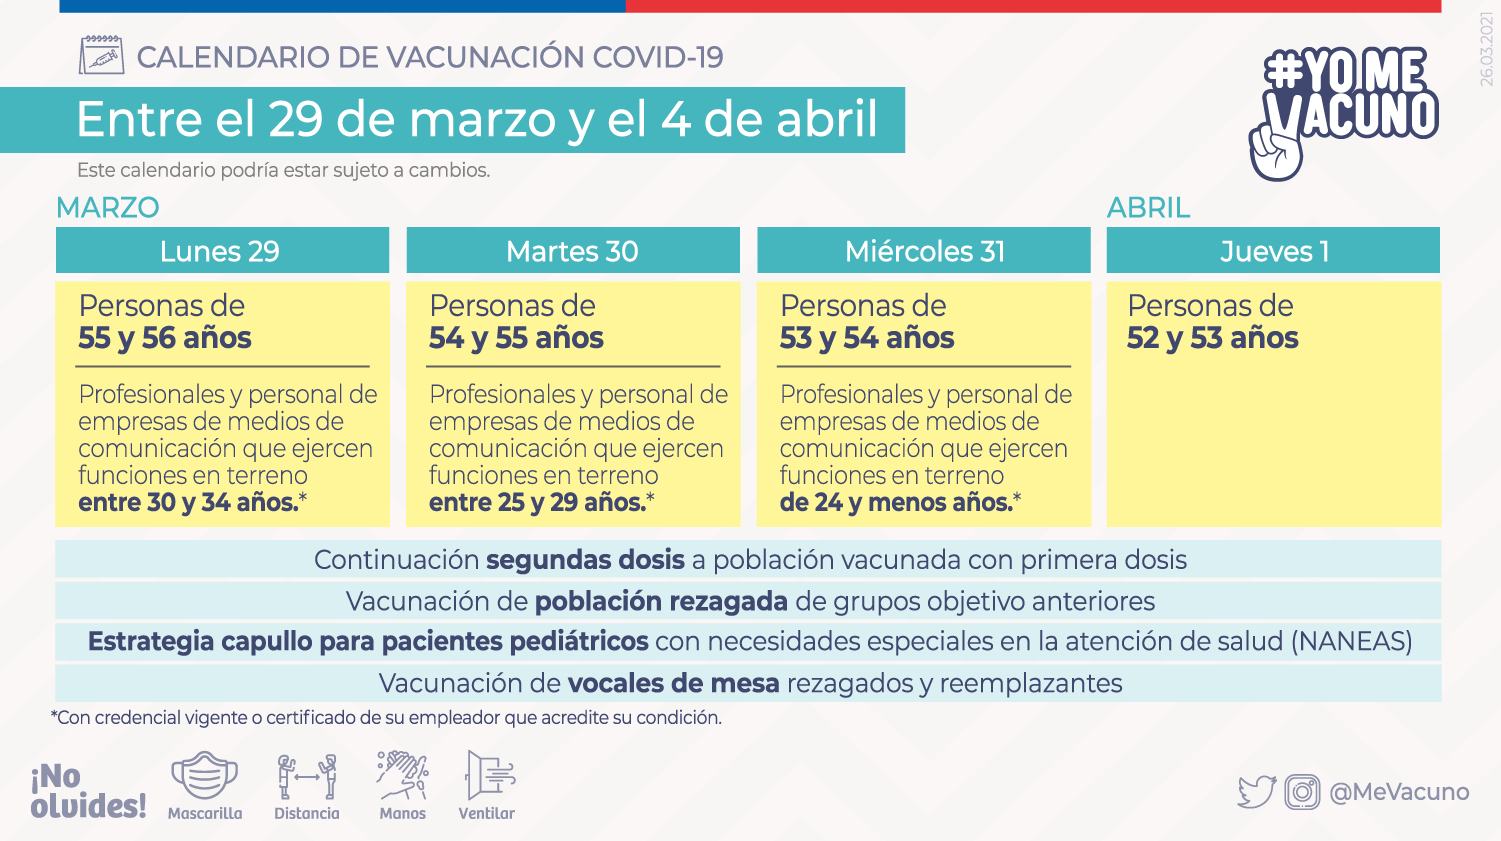 26.03.2021
CALENDARIO DE VACUNACIÓN COVID-19
#YO ME
VACUNO
Entre el 29 de marzo y el 4 de abril
Este calendario podría estar sujeto a cambios.
MARZO
ABRIL
Lunes 29
Martes 30
Miércoles 31
Jueves 1
Personas de
55 y 56 años
Profesionales y personal de
empresas de medios de
comunicación que ejercen
funciones en terreno
entre 30 y 34 años.*
Personas de
54 y 55 años
Profesionales y personal de
empresas de medios de
comunicación que ejercen
funciones en terreno
entre 25 y 29 años.*
Personas de
53 y 54 años
Profesionales y personal de
empresas de medios de
comunicación que ejercen
funciones en terreno
de 24 y menos años.*
Personas de
52 y 53 años
Continuación segundas dosis a población vacunada con primera dosis
Vacunación de población rezagada de grupos objetivo anteriores
Estrategia capullo para pacientes pediátricos con necesidades especiales en la atención de salud (NANEAS)
Vacunación de vocales de mesa rezagados y reemplazantes
*Con credencial vigente o certificado de su empleador que acredite su condición.
¡No
olvides!
Mascarilla
Distancia
Manos
Ventilar
@MeVacuno